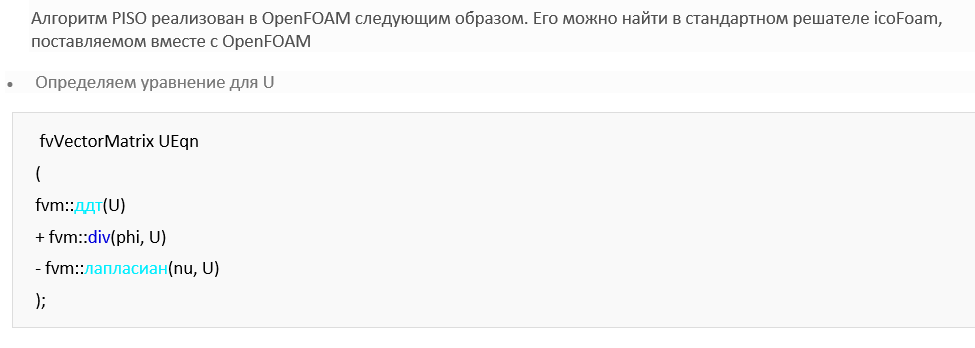 Алгоритм PISO реализован в OpenFOAM следующим образом. Его можно найти в стандартном решателе icoFoam,
поставляемом вместе с OpenFOAM
• Определяем уравнение для U
fvVectorMatrix UEqn
(
fvm::ддт(U)
+ fvm::div(phi, U)
- fvm::лапласиан(nu, U)
);